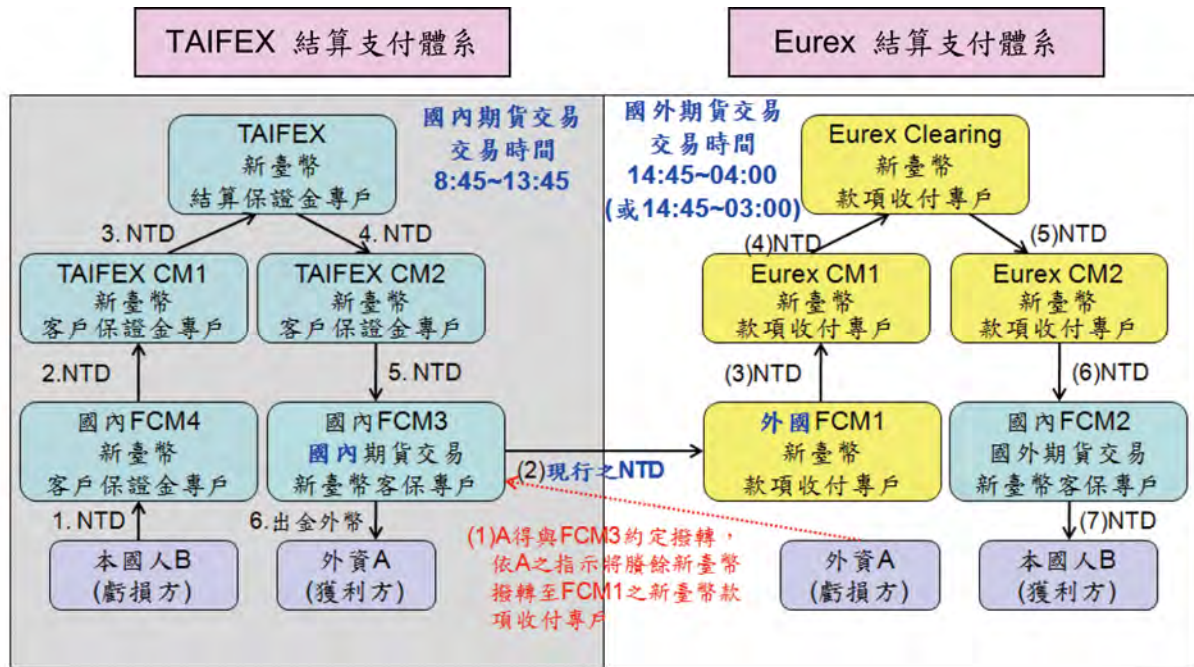 TAIFEX 結算支付體系
Eurex 結算支付體系
國內期貨交易
交易時間
8:45~13:45
國外期貨交易
交易時間
14:45~04:00
(或14:45~03:00)
TAIFEX
新臺幣
結算保證金專戶
Eurex Clearing
新臺幣
款項收付專戶
3. NTD
4. NTD
(4)NTD
(5)NTD
TAIFEX CM1
新臺幣
客戶保證金專戶
TAIFEX CM2
新臺幣
客戶保證金專戶
Eurex CM1
新臺幣
款項收付專戶
Eurex CM2
新臺幣
款項收付專戶
2.NTD
5. NTD
(3)NTD
(6)NTD
國內FCM4
新臺幣
客戶保證金專戶
國內FCM3
國內期貨交易
新臺幣客保專戶
(2)現行之NTD
外國FCM1
新臺幣
款項收付專戶
國內FCM2
國外期貨交易
新臺幣客保專戶
1. NTD
6.出金外幣
(7)NTD
(1)A得與FCM3約定撥轉，
依A之指示將賸餘新臺幣
撥轉至FCM1之新臺幣款
項收付專戶
本國人B
(虧損方)
外資A
(獲利方)
外資A
(虧損方)
本國人B
(獲利方)